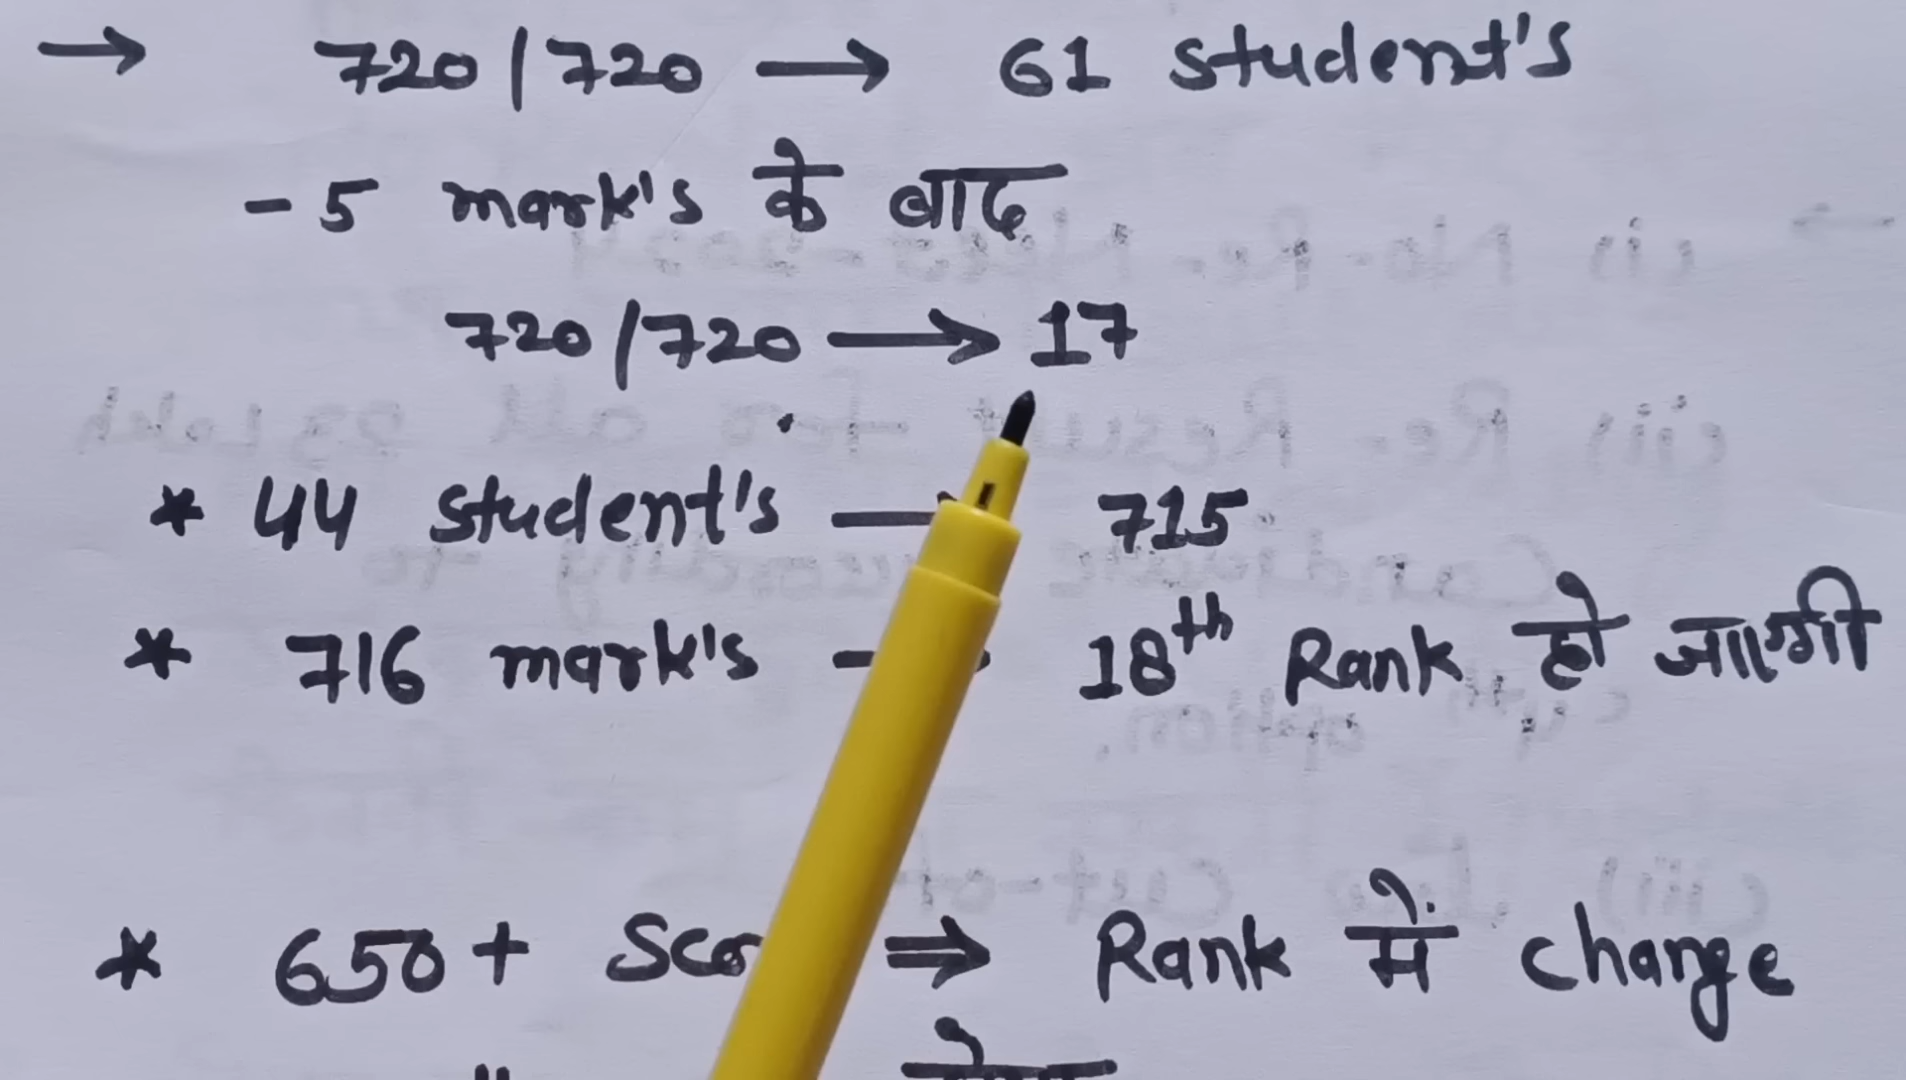 → 720/720 → 61 student's
-5 mark's के बाद
720/720 → 17
* 44 student's → 715
* 716 mark's → 18th Rank हो जाएगी
* 650+ ⇒ Rank में change